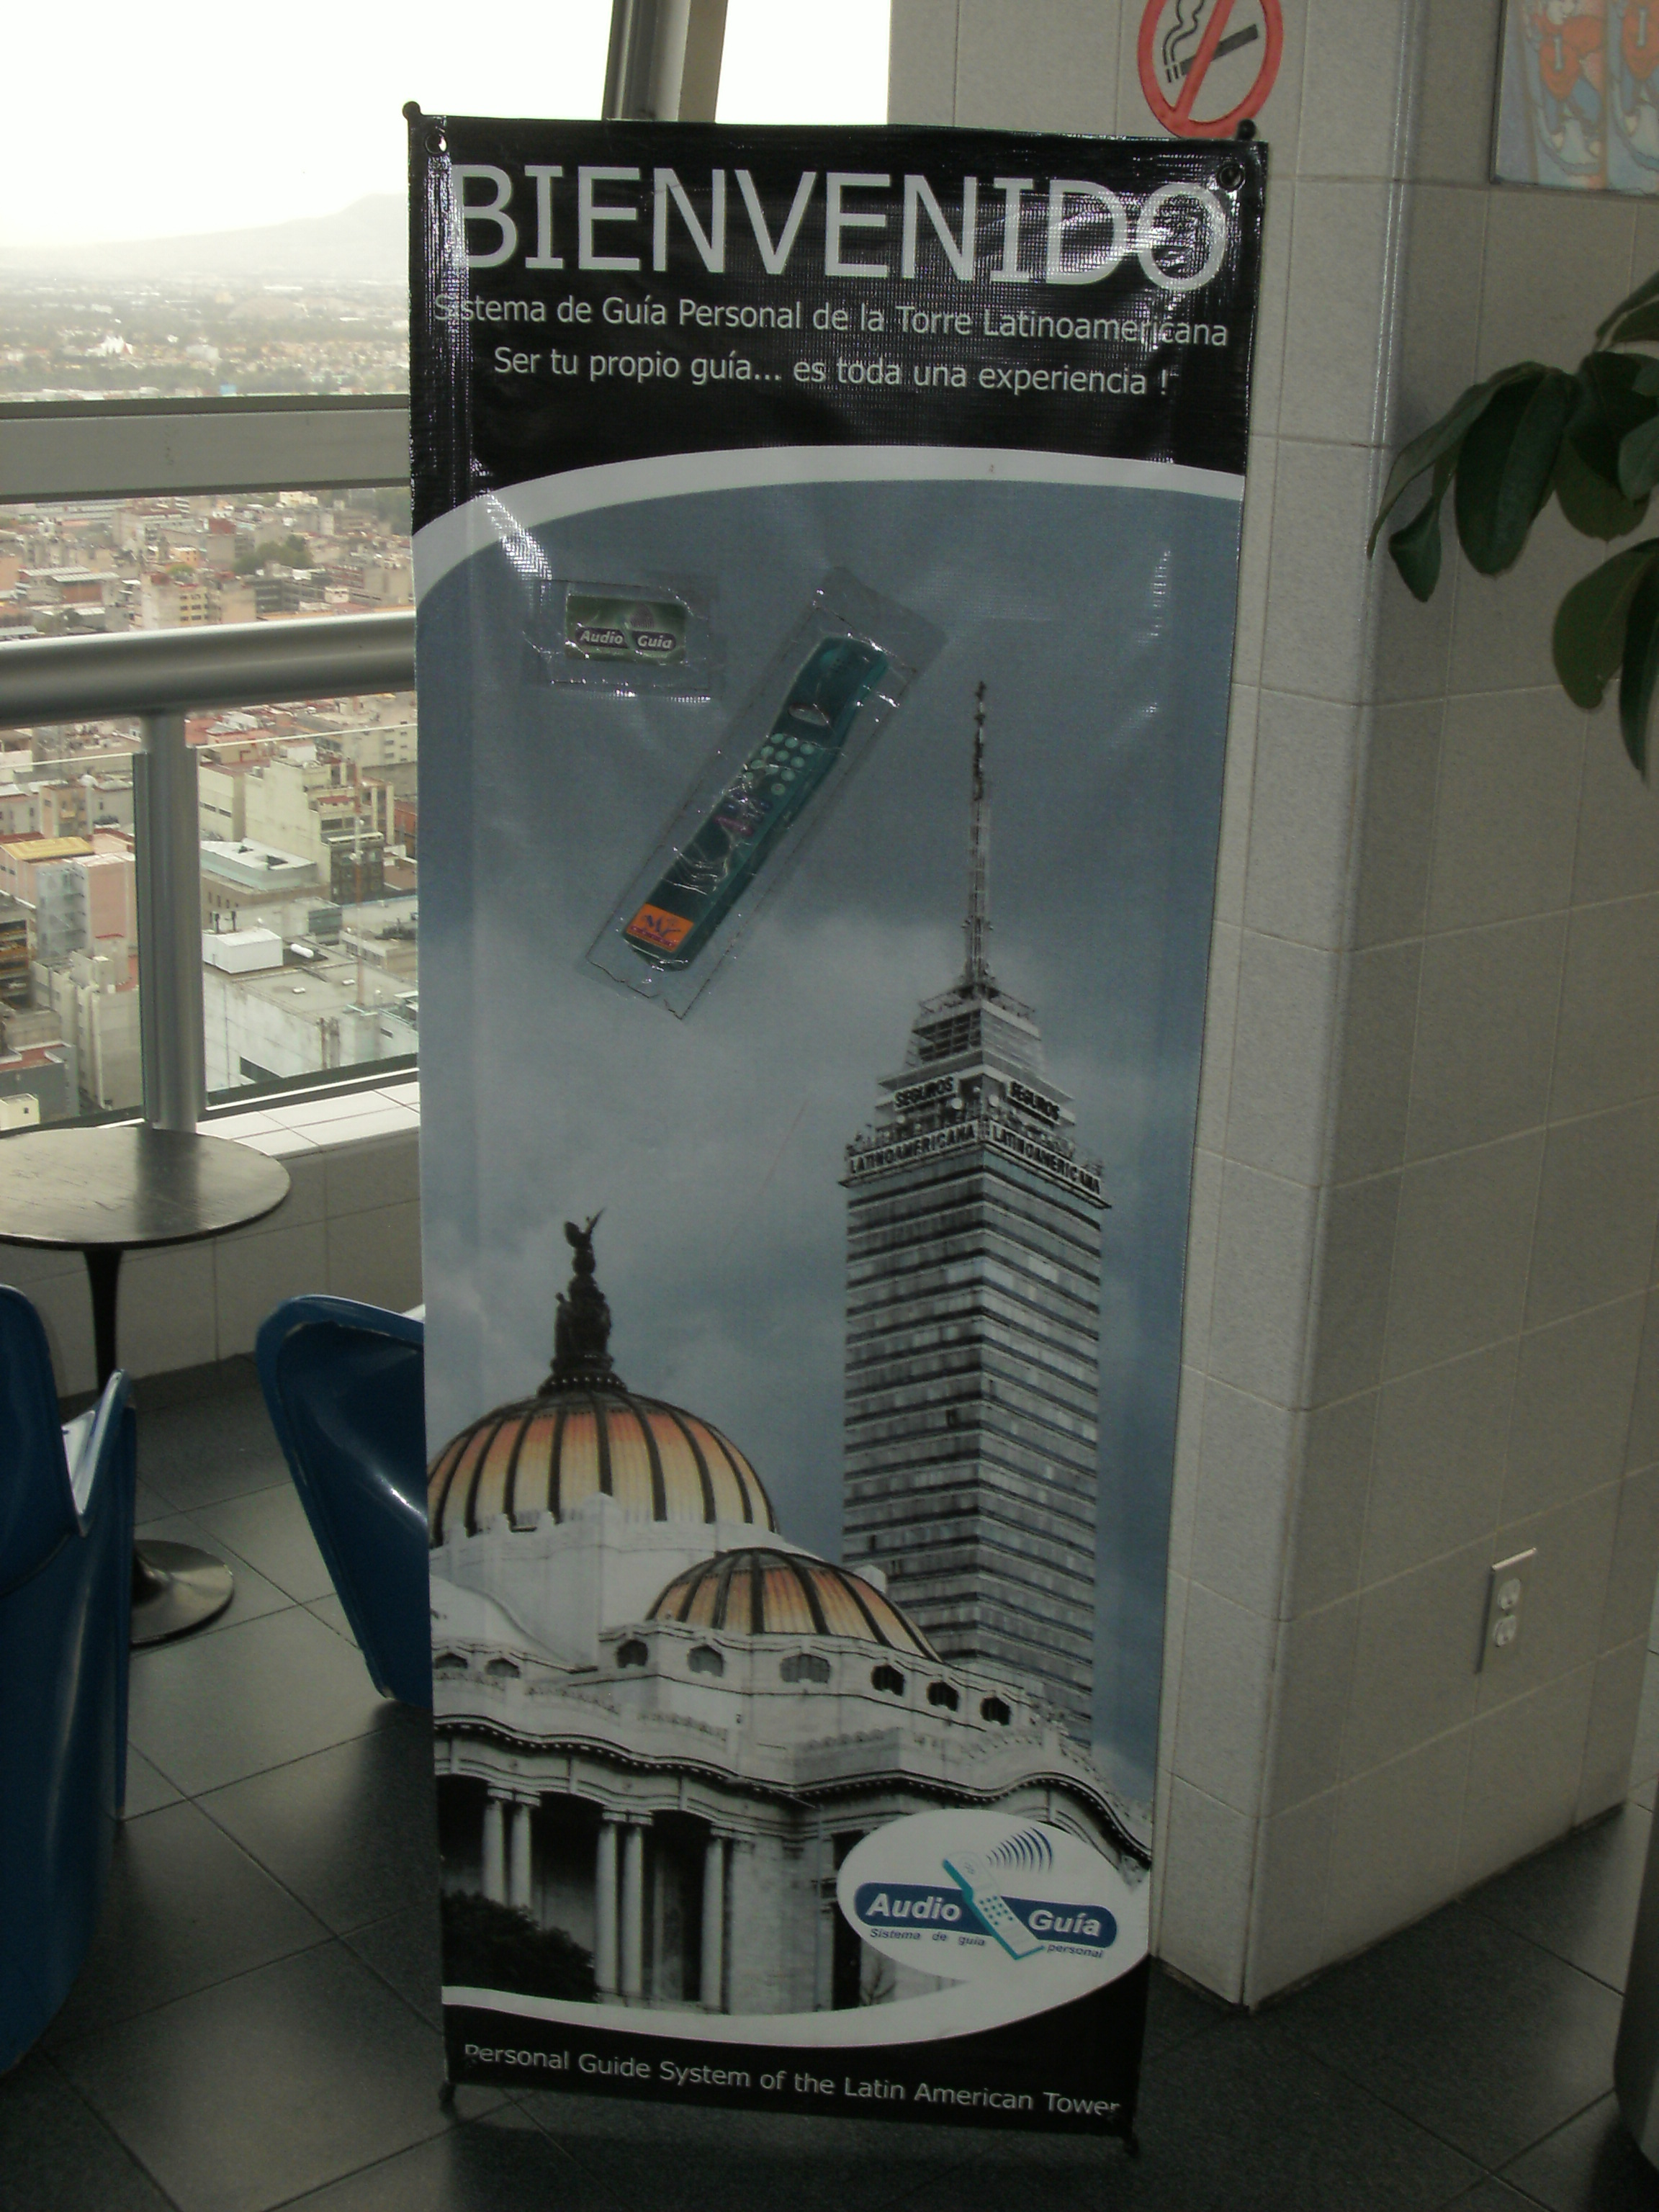 BIENVENIDO
Sistema de Guía Personal de la Torre Latinoamericana
Ser tu propio guía... es toda una experiencia !
Audio Guía
SEGUROS SEGUROS
LATINOAMERICANA LATINOAMERICANA
Audio Guía
Sistema de guía personal
Personal Guide System of the Latin American Tower